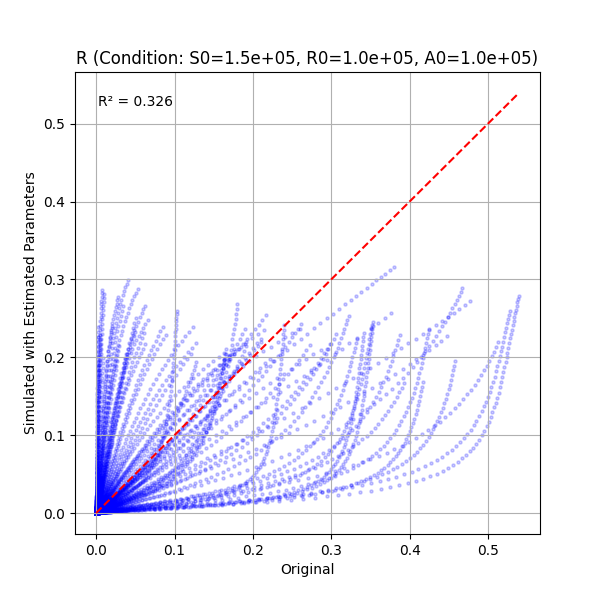 R (Condition: S0=1.5e+05, R0=1.0e+05, A0=1.0e+05)
R² = 0.326
0.5
0.4
0.3
0.2
0.1
0.0
Simulated with Estimated Parameters
0.0 0.1 0.2 0.3 0.4 0.5
Original